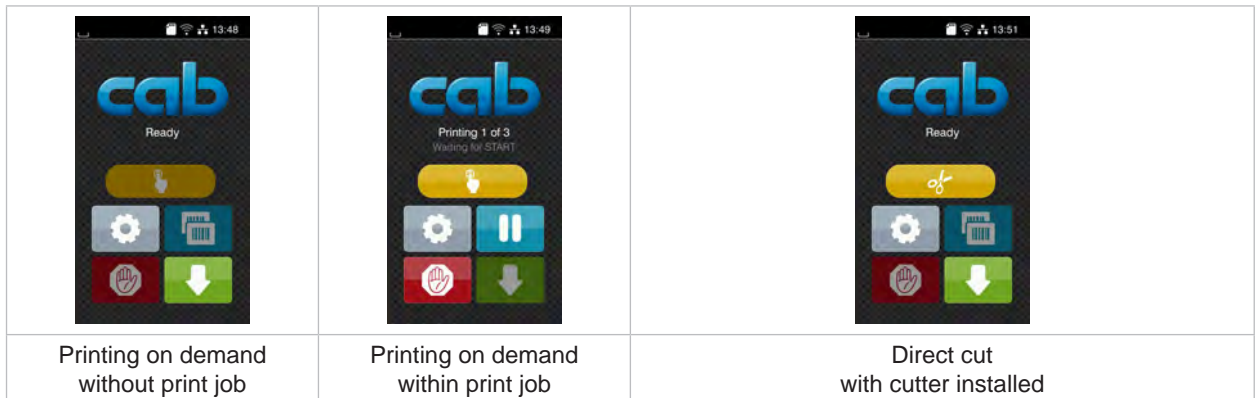 13:48
cab
Ready
Printing on demand
without print job
13:49
cab
Printing 1 of 3
Waiting for START
Printing on demand
within print job
13:51
cab
Ready
Direct cut
with cutter installed